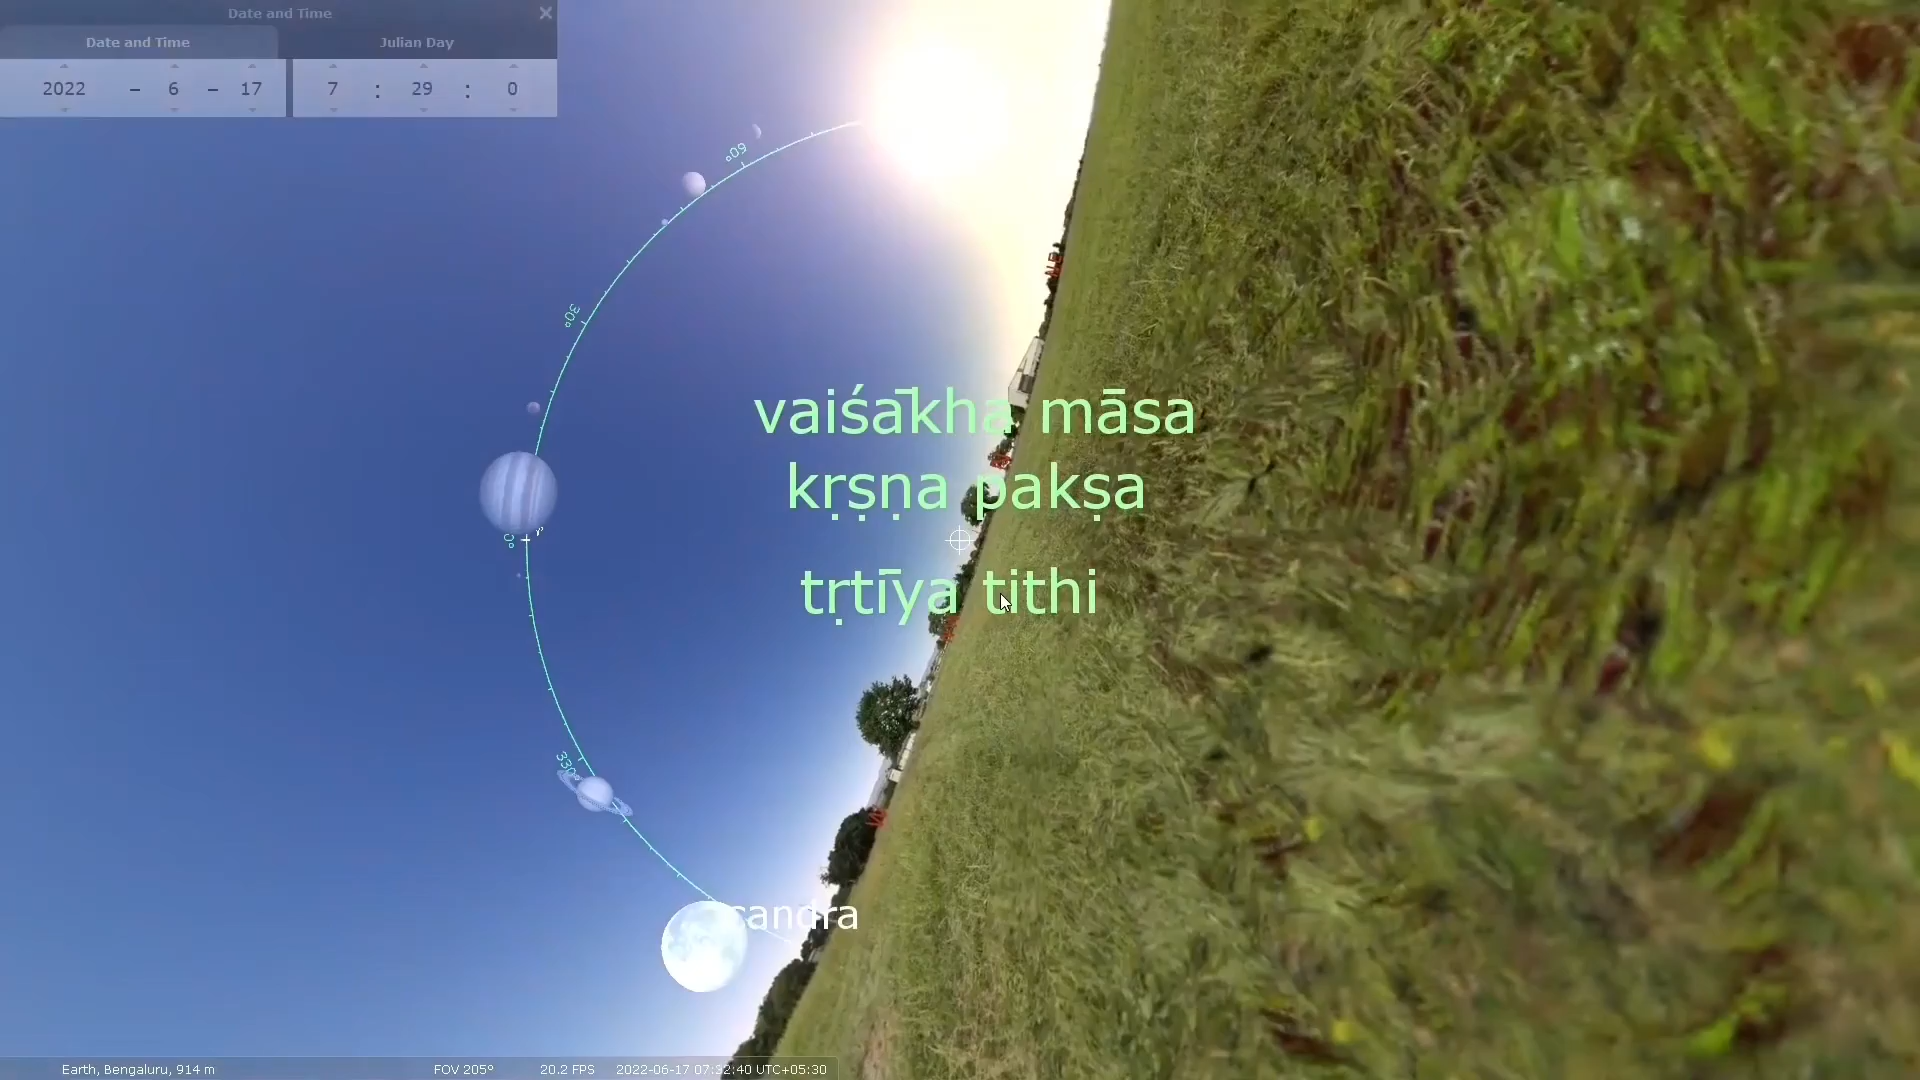 Date and Time
Date and Time
Julian Day
2022 – 6 – 17
7 : 29 : 0
60°
30°
vaiśākha māsa
kṛṣṇa pakṣa
0°
tṛtīya tithi
330°
candra
Earth, Bengaluru, 914 m
FOV 205°
20.2 FPS
2022-06-17 07:32:40 UTC+05:30